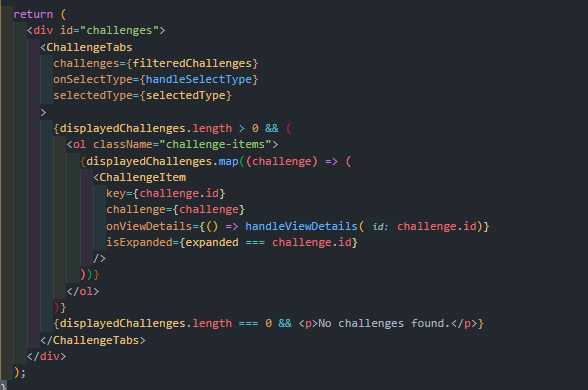 return (
<div id="challenges">
<ChallengeTabs
challenges={filteredChallenges}
onSelectType={handleSelectType}
selectedType={selectedType}
>
{displayedChallenges.length > 0 && (
<ol className="challenge-items">
{displayedChallenges.map((challenge) => (
<ChallengeItem
key={challenge.id}
challenge={challenge}
onViewDetails={() => handleViewDetails( id: challenge.id)}
isExpanded={expanded === challenge.id}
/>
))}
</ol>
)}
{displayedChallenges.length === 0 && <p>No challenges found.</p>}
</ChallengeTabs>
</div>
);
}